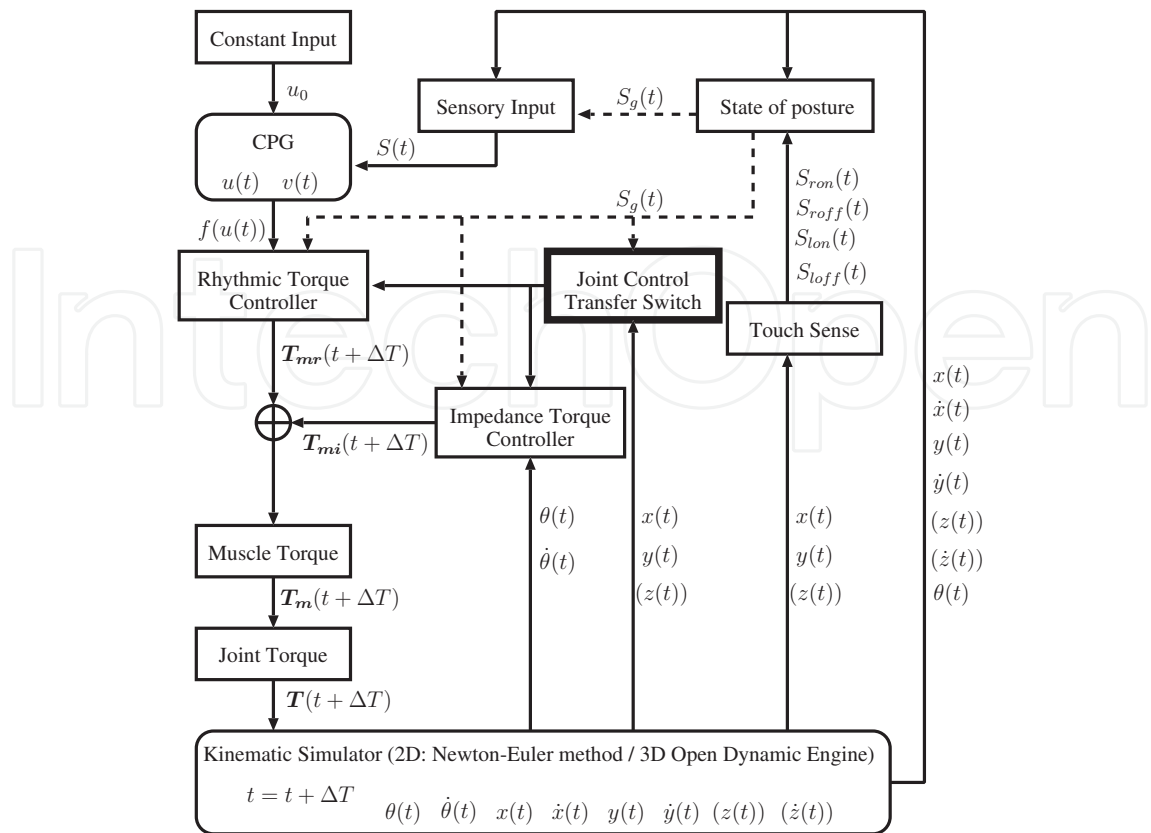 Constant Input
u₀
Sensory Input
State of posture
S_g(t)
CPG
u(t) v(t)
S(t)
f(u(t))
S_g(t)
S_ron(t)
S_roff(t)
S_lon(t)
S_loff(t)
Rhythmic Torque
Controller
Joint Control
Transfer Switch
Touch Sense
T_mr(t + ΔT)
Impedance Torque
Controller
T_mi(t + ΔT)
x(t)
ẋ(t)
y(t)
ẏ(t)
(z(t))
(ż(t))
θ(t)
θ(t)
θ̇(t)
x(t)
y(t)
(z(t))
x(t)
y(t)
(z(t))
Muscle Torque
T_m(t + ΔT)
Joint Torque
T(t + ΔT)
Kinematic Simulator (2D: Newton-Euler method / 3D Open Dynamic Engine)
t = t + ΔT
θ(t) θ̇(t) x(t) ẋ(t) y(t) ẏ(t) (z(t)) (ż(t))
IntechOpen